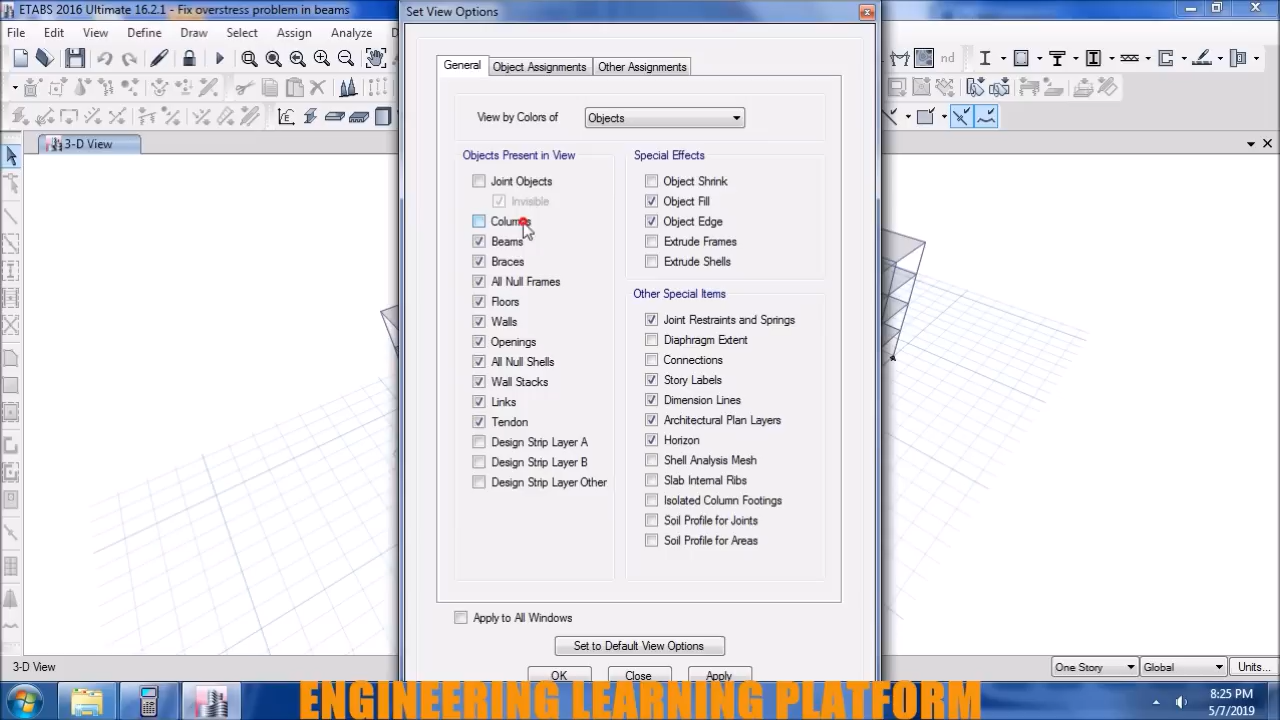 ETABS 2016 Ultimate 16.2.1 - Fix overstress problem in beams
Set View Options
File Edit View Define Draw Select Assign Analyze
nd
3-D View
General Object Assignments Other Assignments
View by Colors of Objects
Objects Present in View
Joint Objects
Invisible
Columns
Beams
Braces
All Null Frames
Floors
Walls
Openings
All Null Shells
Wall Stacks
Links
Tendon
Design Strip Layer A
Design Strip Layer B
Design Strip Layer Other
Special Effects
Object Shrink
Object Fill
Object Edge
Extrude Frames
Extrude Shells
Other Special Items
Joint Restraints and Springs
Diaphragm Extent
Connections
Story Labels
Dimension Lines
Architectural Plan Layers
Horizon
Shell Analysis Mesh
Slab Internal Ribs
Isolated Column Footings
Soil Profile for Joints
Soil Profile for Areas
Apply to All Windows
Set to Default View Options
OK Close Apply
3-D View
One Story Global Units...
ENGINEERING LEARNING PLATFORM
8:25 PM
5/7/2019